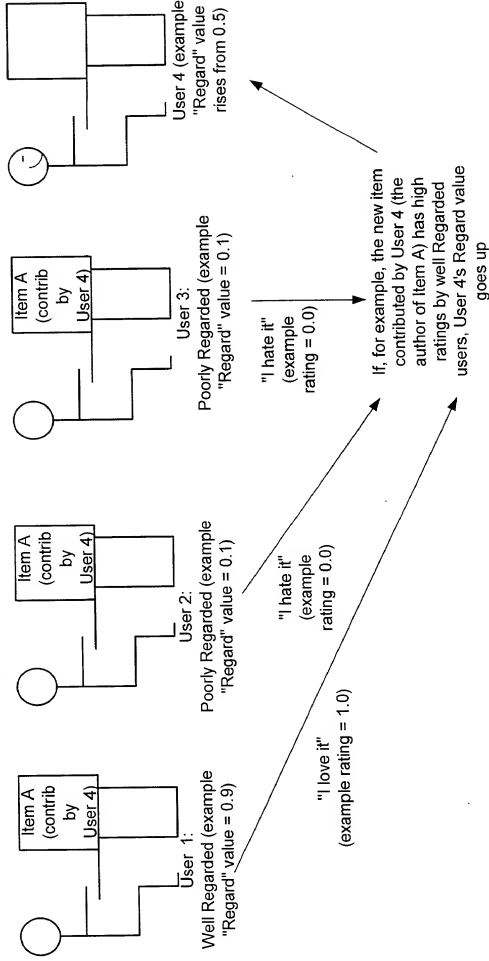 Item A
(contrib
by
User 4)
User 1:
Well Regarded (example
"Regard" value = 0.9)
Item A
(contrib
by
User 4)
User 2:
Poorly Regarded (example
"Regard" value = 0.1)
Item A
(contrib
by
User 4)
User 3:
Poorly Regarded (example
"Regard" value = 0.1)
User 4 (example
"Regard" value
rises from 0.5)
"I love it"
(example rating = 1.0)
"I hate it"
(example
rating = 0.0)
"I hate it"
(example
rating = 0.0)
If, for example, the new item
contributed by User 4 (the
author of Item A) has high
ratings by well Regarded
users, User 4's Regard value
goes up